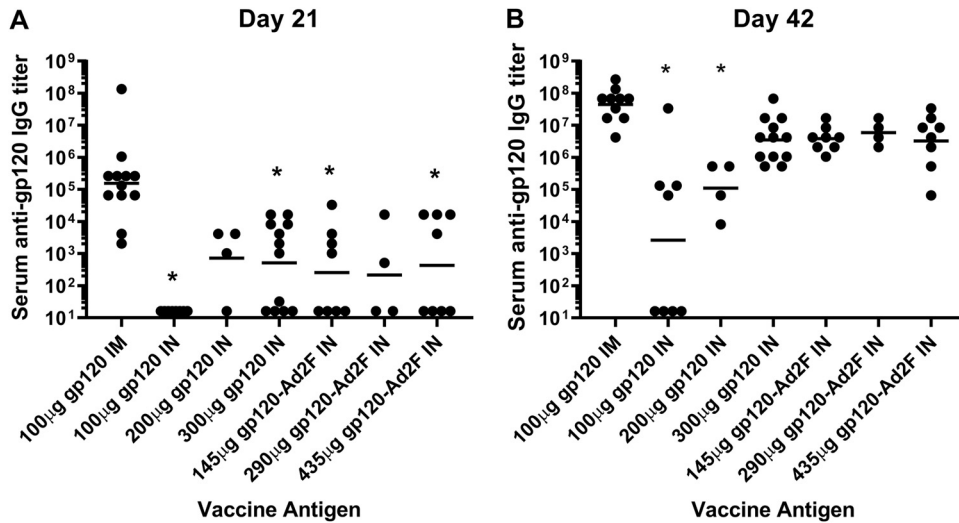 A
Day 21
Serum anti-gp120 IgG titer
10⁹
10⁸
10⁷
10⁶
10⁵
10⁴
10³
10²
10¹
*
*
*
*
100µg gp120 IM
100µg gp120 IN
200µg gp120 IN
300µg gp120 IN
145µg gp120-Ad2F IN
290µg gp120-Ad2F IN
435µg gp120-Ad2F IN
Vaccine Antigen
B
Day 42
Serum anti-gp120 IgG titer
10⁹
10⁸
10⁷
10⁶
10⁵
10⁴
10³
10²
10¹
*
*
100µg gp120 IM
100µg gp120 IN
200µg gp120 IN
300µg gp120 IN
145µg gp120-Ad2F IN
290µg gp120-Ad2F IN
435µg gp120-Ad2F IN
Vaccine Antigen